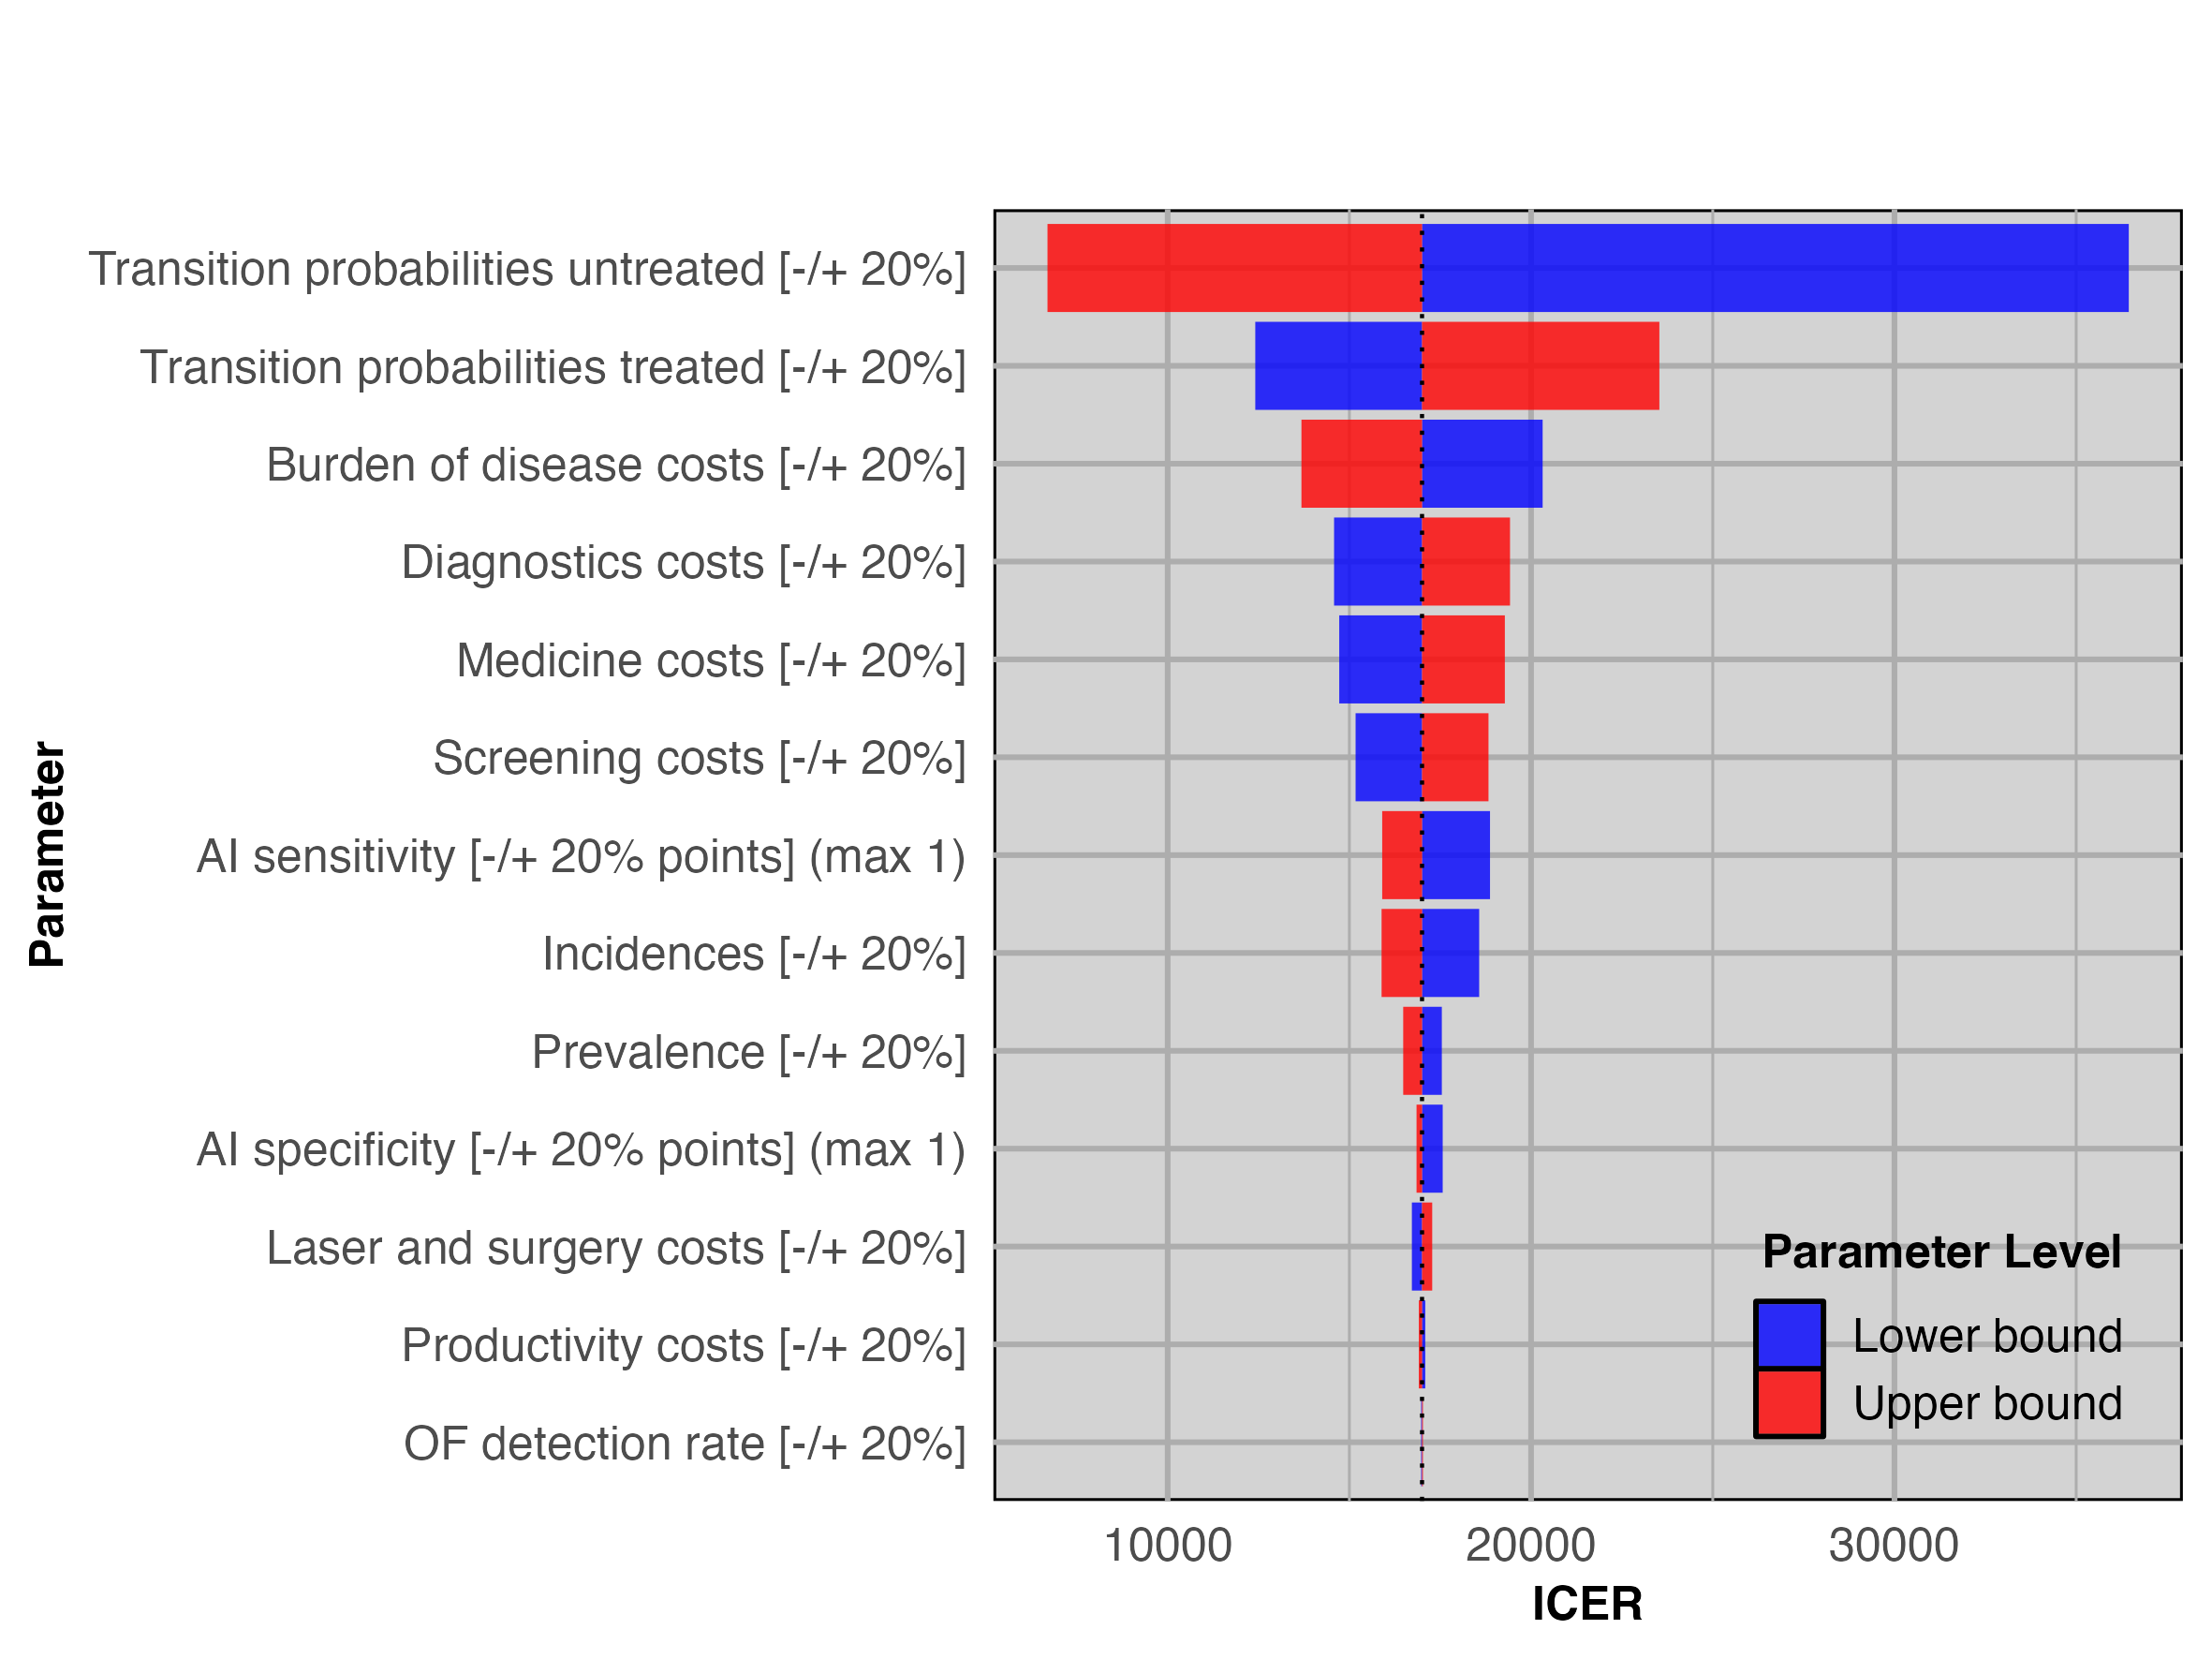 Transition probabilities untreated [-/+ 20%]
Transition probabilities treated [-/+ 20%]
Burden of disease costs [-/+ 20%]
Diagnostics costs [-/+ 20%]
Medicine costs [-/+ 20%]
Screening costs [-/+ 20%]
AI sensitivity [-/+ 20% points] (max 1)
Incidences [-/+ 20%]
Prevalence [-/+ 20%]
AI specificity [-/+ 20% points] (max 1)
Laser and surgery costs [-/+ 20%]
Productivity costs [-/+ 20%]
OF detection rate [-/+ 20%]
Parameter
Parameter Level
Lower bound
Upper bound
10000 20000 30000
ICER